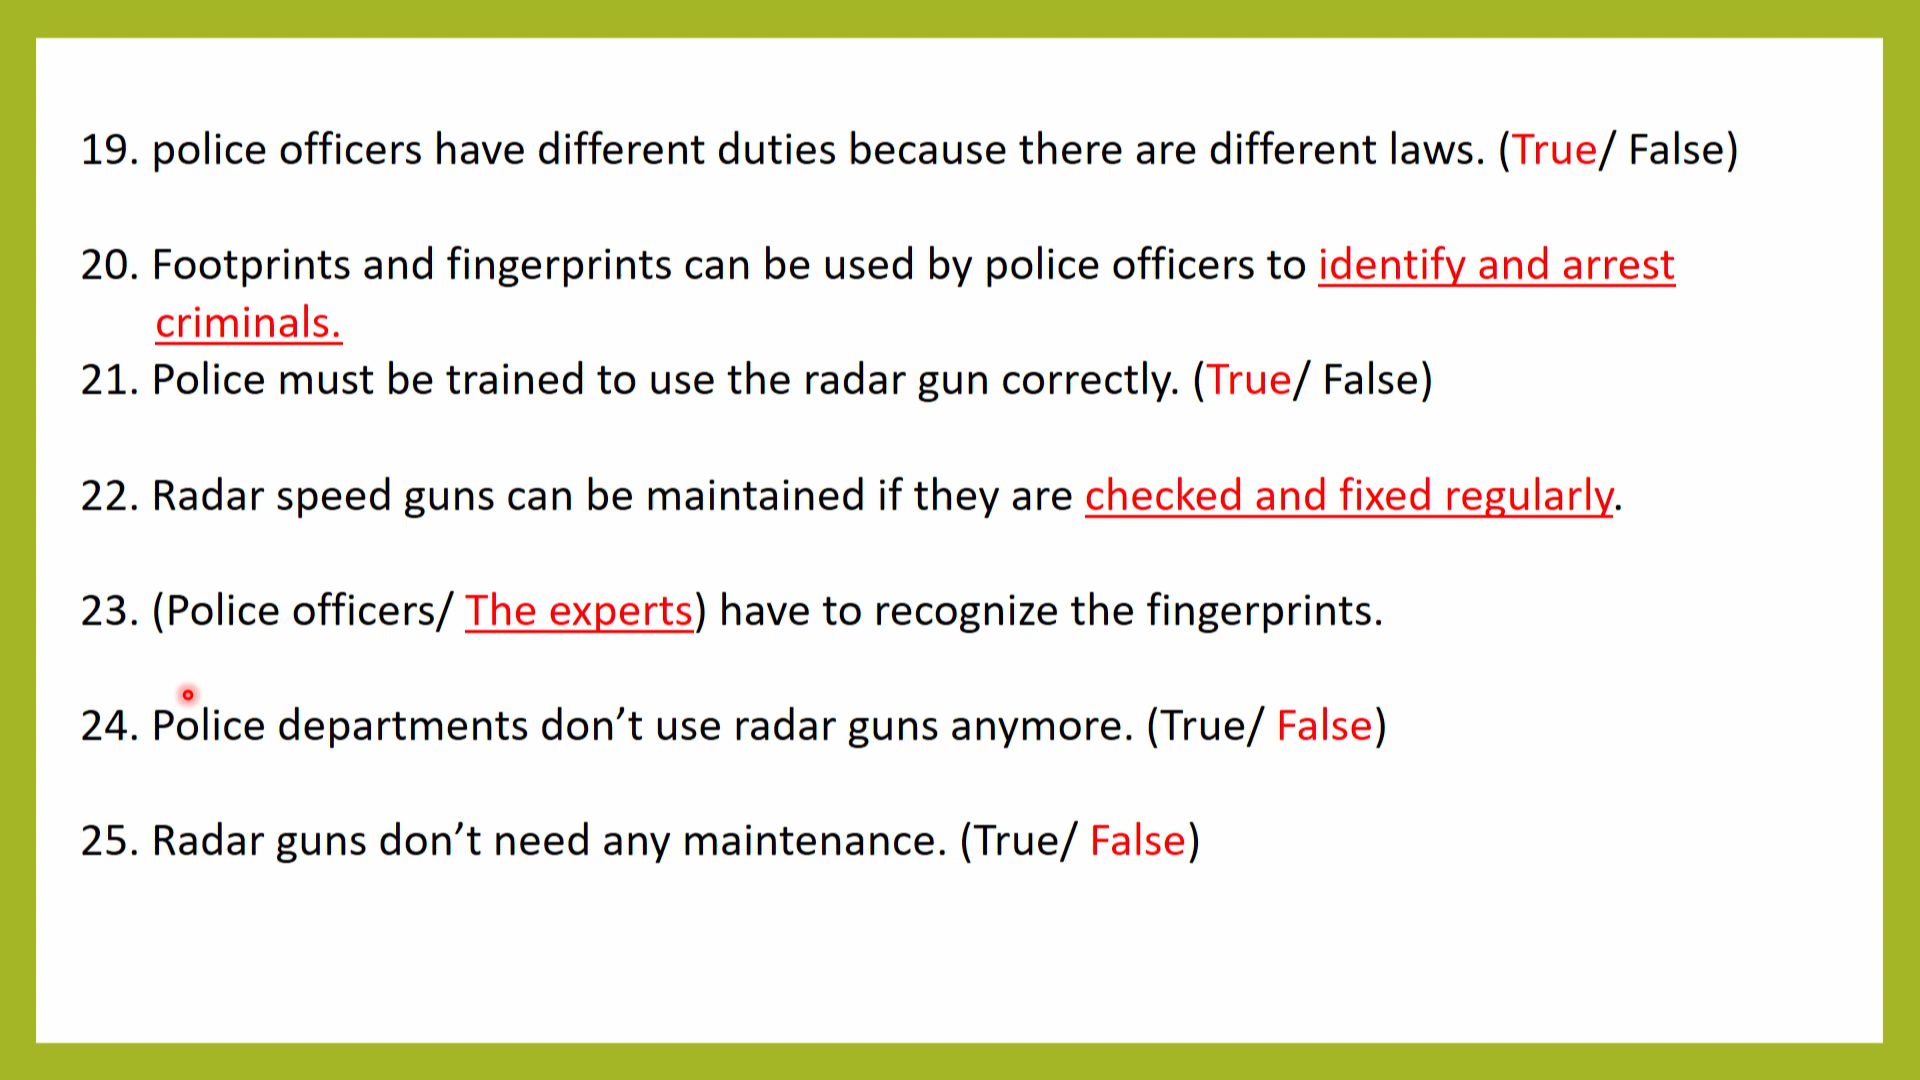 19. police officers have different duties because there are different laws. (True/ False)
20. Footprints and fingerprints can be used by police officers to identify and arrest
criminals.
21. Police must be trained to use the radar gun correctly. (True/ False)
22. Radar speed guns can be maintained if they are checked and fixed regularly.
23. (Police officers/ The experts) have to recognize the fingerprints.
24. Police departments don’t use radar guns anymore. (True/ False)
25. Radar guns don’t need any maintenance. (True/ False)